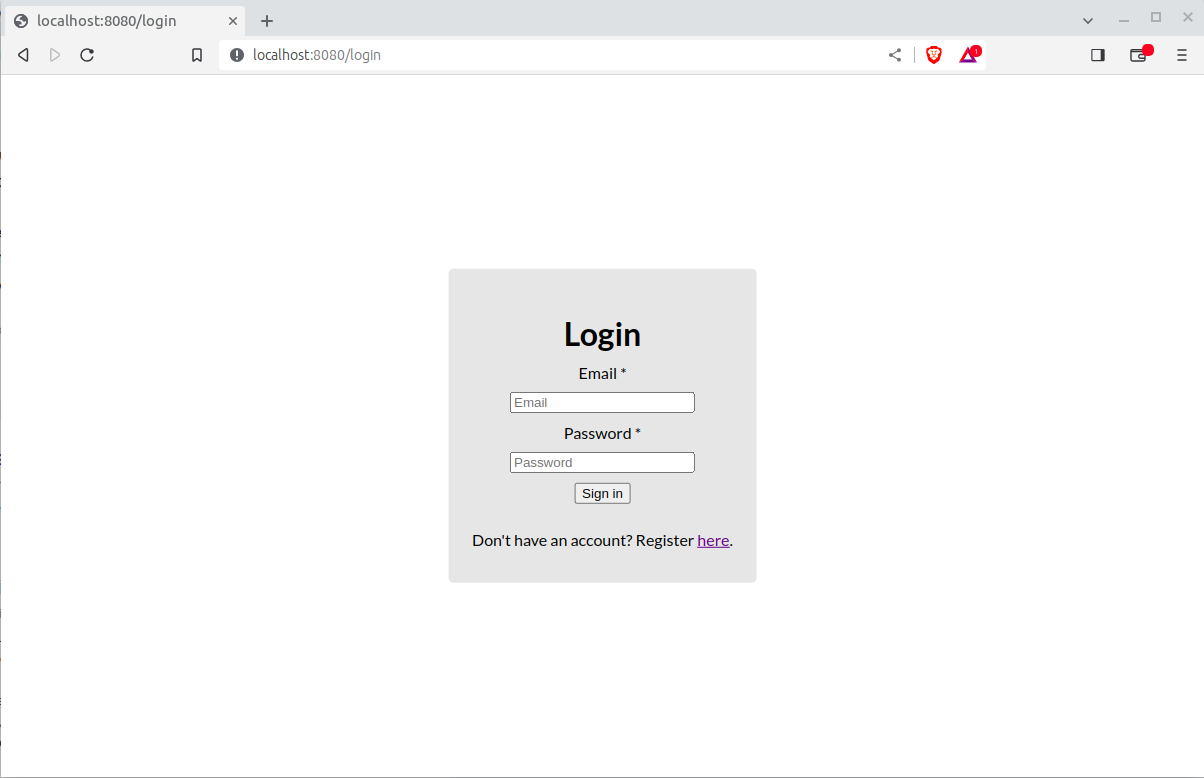 localhost:8080/login
localhost:8080/login
1
Login
Email *
Email
Password *
Password
Sign in
Don't have an account? Register here.